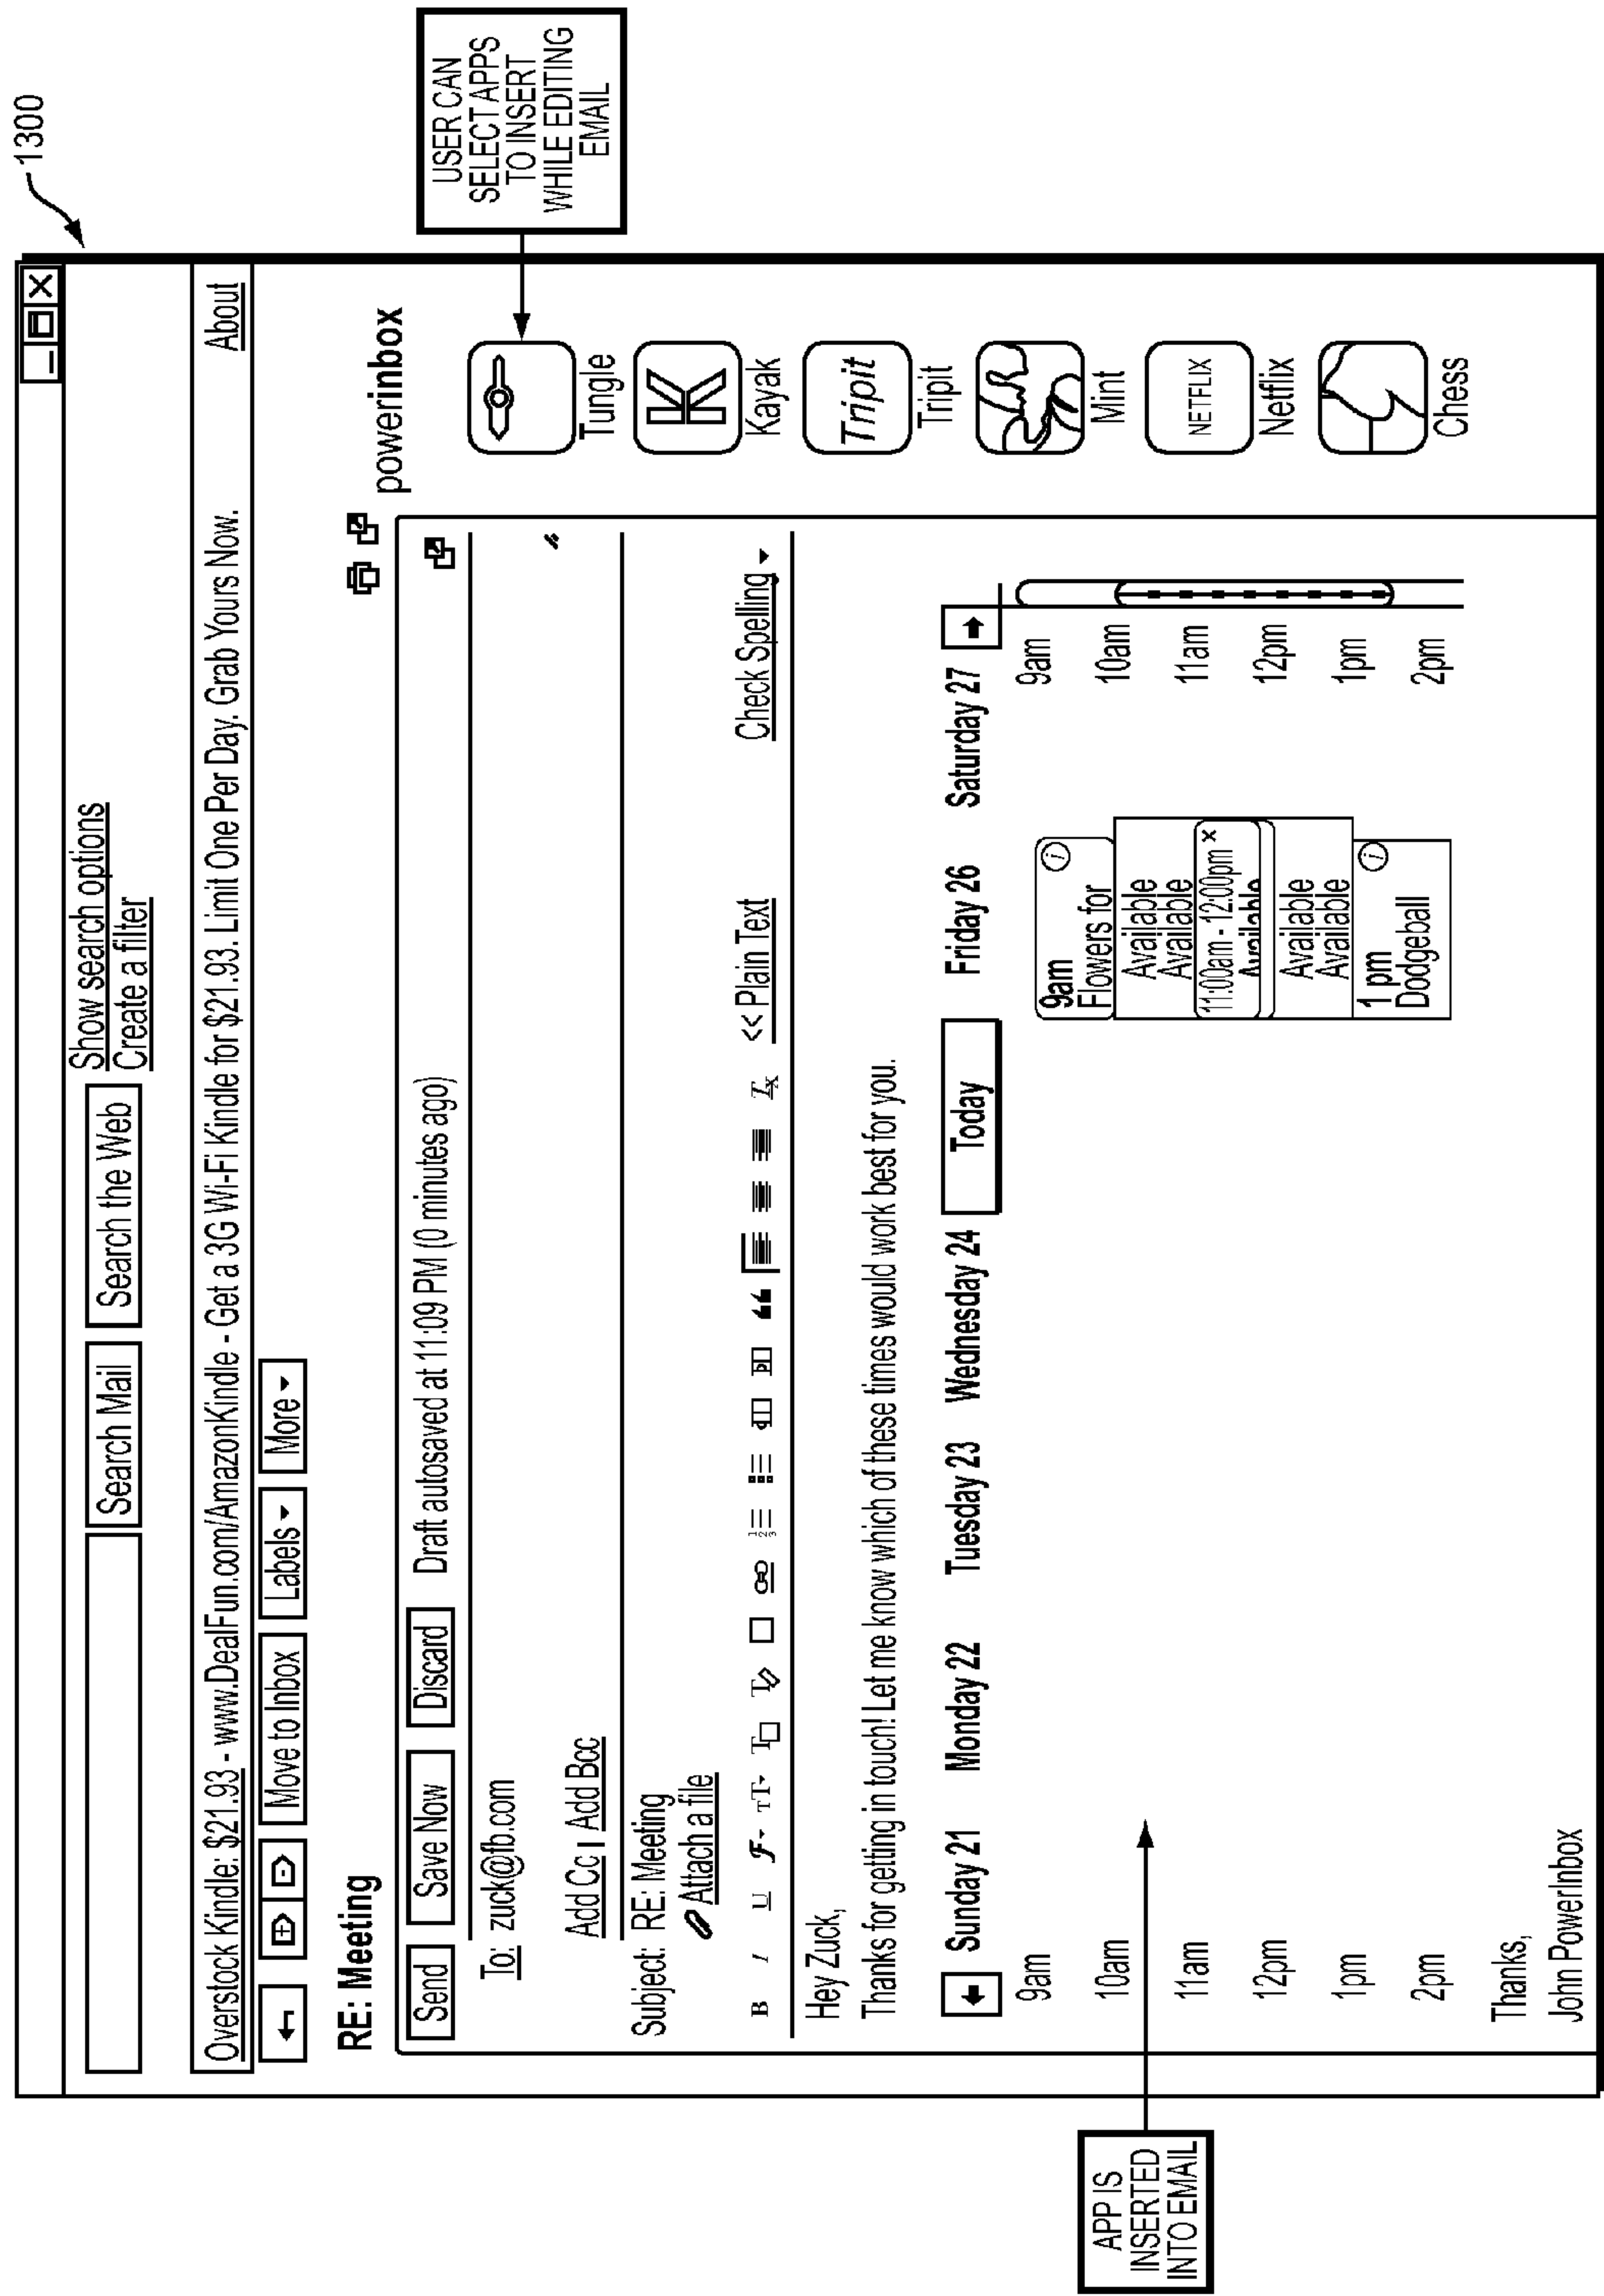 1300
Search Mail
Search the Web
Show search options
Create a filter
Overstock Kindle: $21.93 - www.DealFun.com/AmazonKindle - Get a 3G Wi-Fi Kindle for $21.93. Limit One Per Day. Grab Yours Now.
About
Move to Inbox
Labels
More
RE: Meeting
powerinbox
Send
Save Now
Discard
Draft autosaved at 11:09 PM (0 minutes ago)
To: zuck@fb.com
Add Cc | Add Bcc
Subject: RE: Meeting
Attach a file
B I U F TT T T << Plain Text Check Spelling
Hey Zuck,
Thanks for getting in touch! Let me know which of these times would work best for you.
Sunday 21 Monday 22 Tuesday 23 Wednesday 24 Today Friday 26 Saturday 27
9am
10am
11am
12pm
1pm
2pm
9am
Flowers for
Available
Available
11:00am - 12:00pm x
Available
Available
Available
1 pm
Dodgeball
9am
10am
11am
12pm
1pm
2pm
Thanks,
John PowerInbox
Tungle
K
Kayak
Tripit
Tripit
Mint
NETFLIX
Netflix
Chess
USER CAN
SELECT APPS
TO INSERT
WHILE EDITING
EMAIL
APP IS
INSERTED
INTO EMAIL